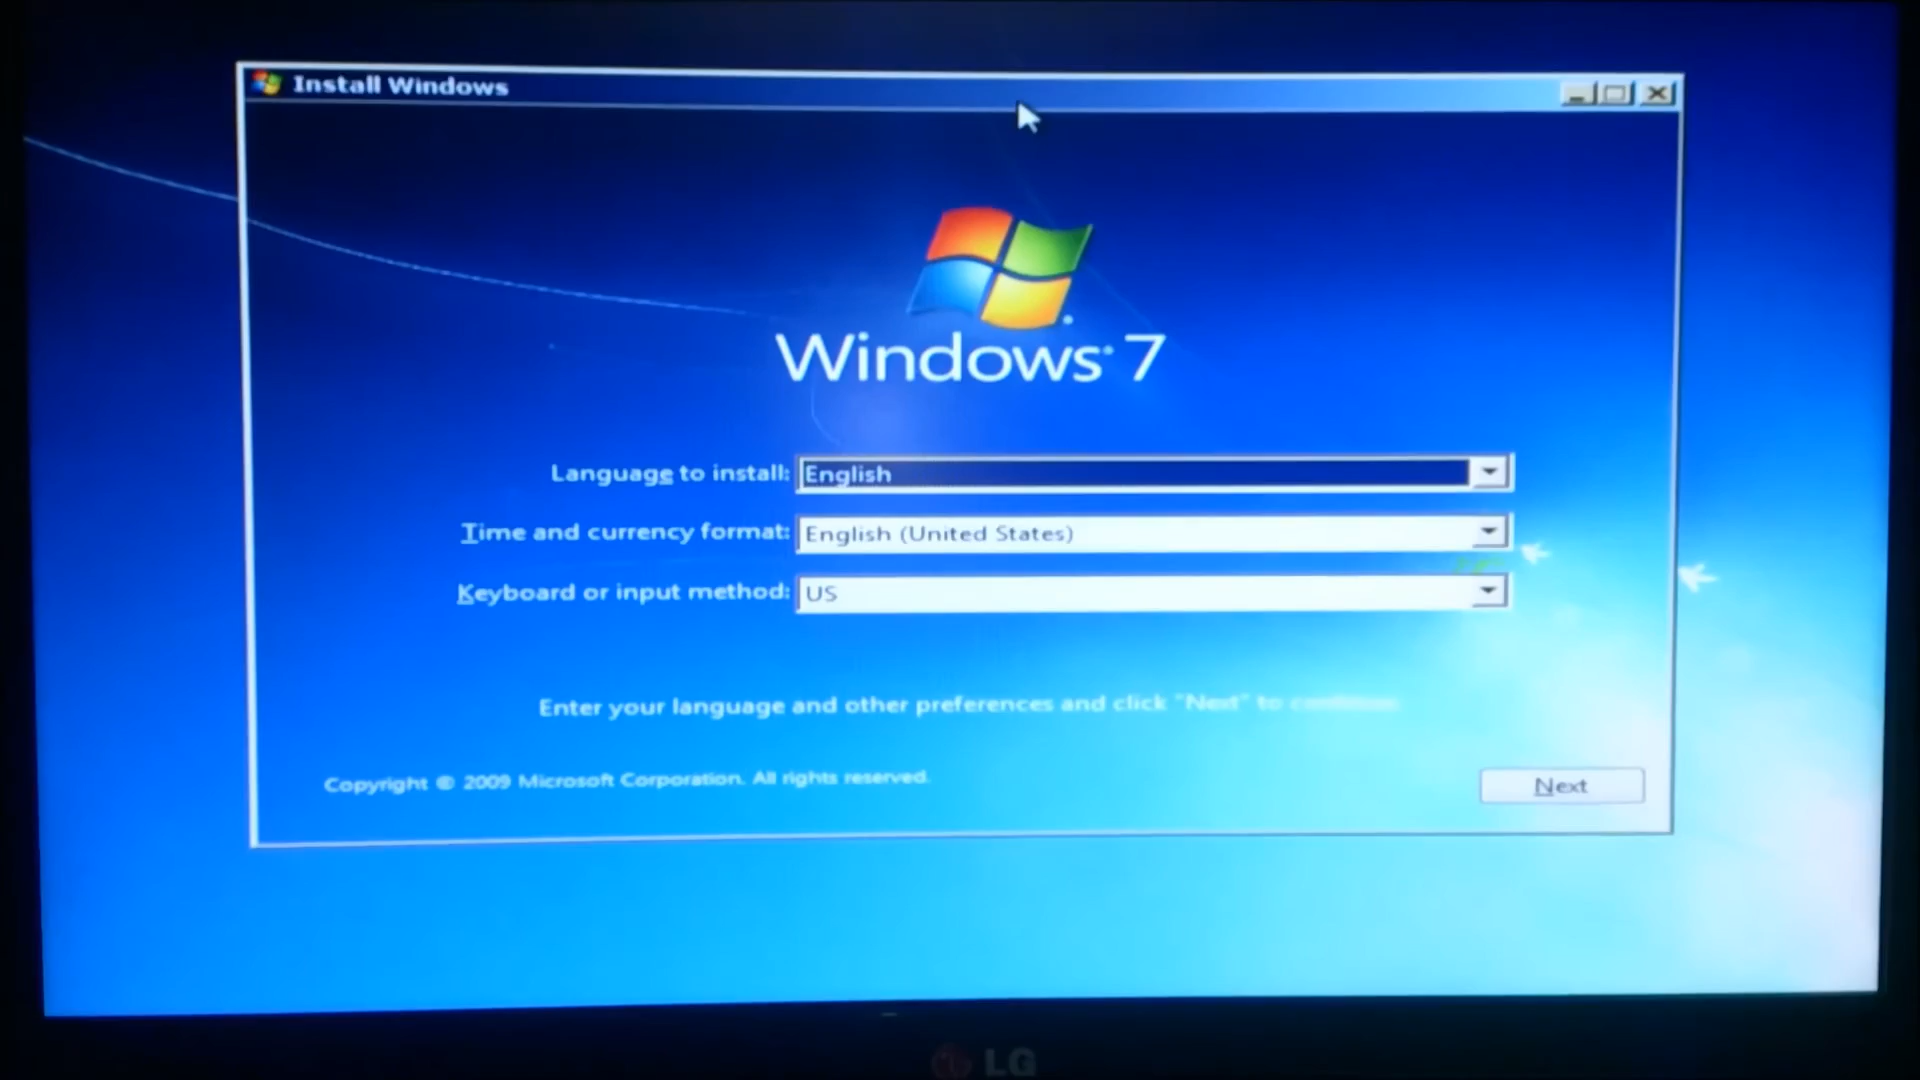 Install Windows
Windows 7
Language to install: English
Time and currency format: English (United States)
Keyboard or input method: US
Enter your language and other preferences and click "Next" to continue.
Copyright © 2009 Microsoft Corporation. All rights reserved.
Next
LG